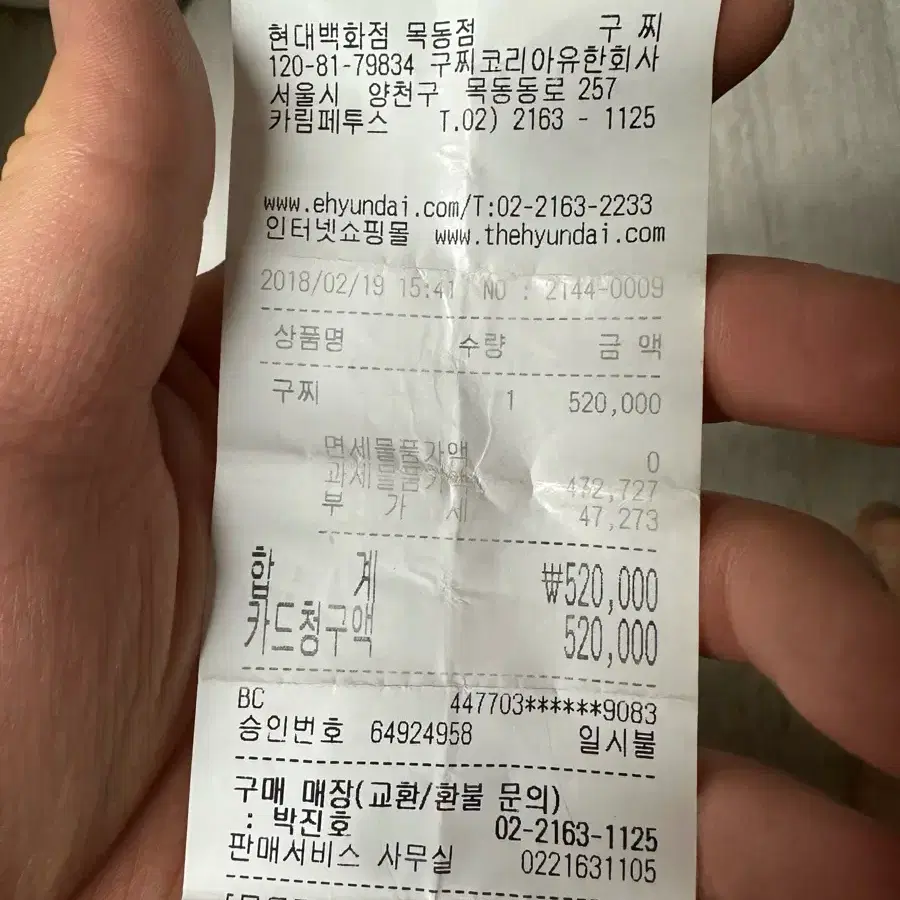 현대백화점 목동점 구 찌
120-81-79834 구찌코리아유한회사
서울시 양천구 목동동로 257
카림페투스 T.02) 2163 - 1125
www.ehyundai.com/T:02-2163-2233
인터넷쇼핑몰 www.thehyundai.com
2018/02/19 15:41 NO : 2144-0009
상품명 수량 금 액
구찌 1 520,000
면세물품가액 0
과세물품가액 472,727
부 가 세 47,273
합 계 ₩520,000
카드청구액 520,000
BC 447703******9083
승인번호 64924958 일시불
구매 매장(교환/환불 문의)
: 박진호 02-2163-1125
판매서비스 사무실 0221631105